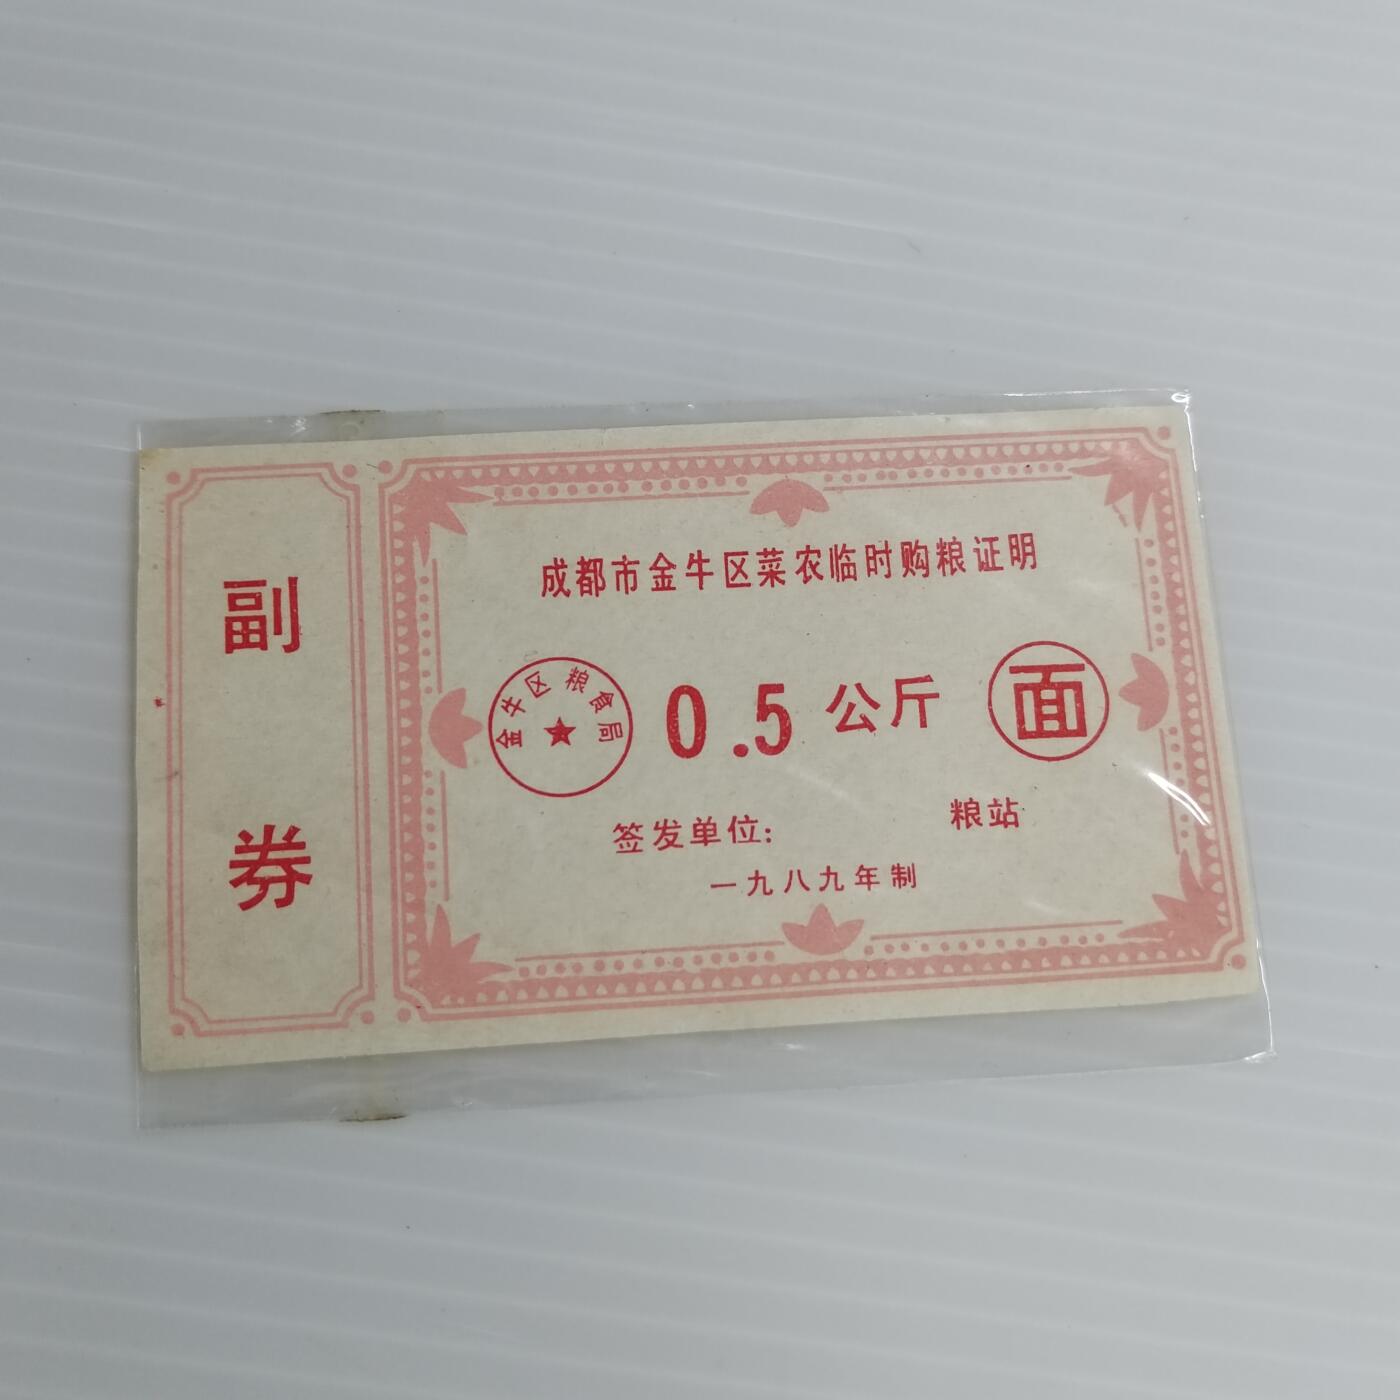 副券
成都市金牛区菜农临时购粮证明
金牛区粮食局
0.5 公斤
面
签发单位: 粮站
一九八九年制